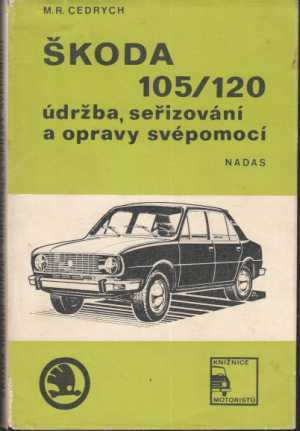 M. R. CEDRYCH
ŠKODA
105/120
údržba, seřizování
a opravy svépomocí
NADAS
KNIŽNICE
MOTORISTŮ